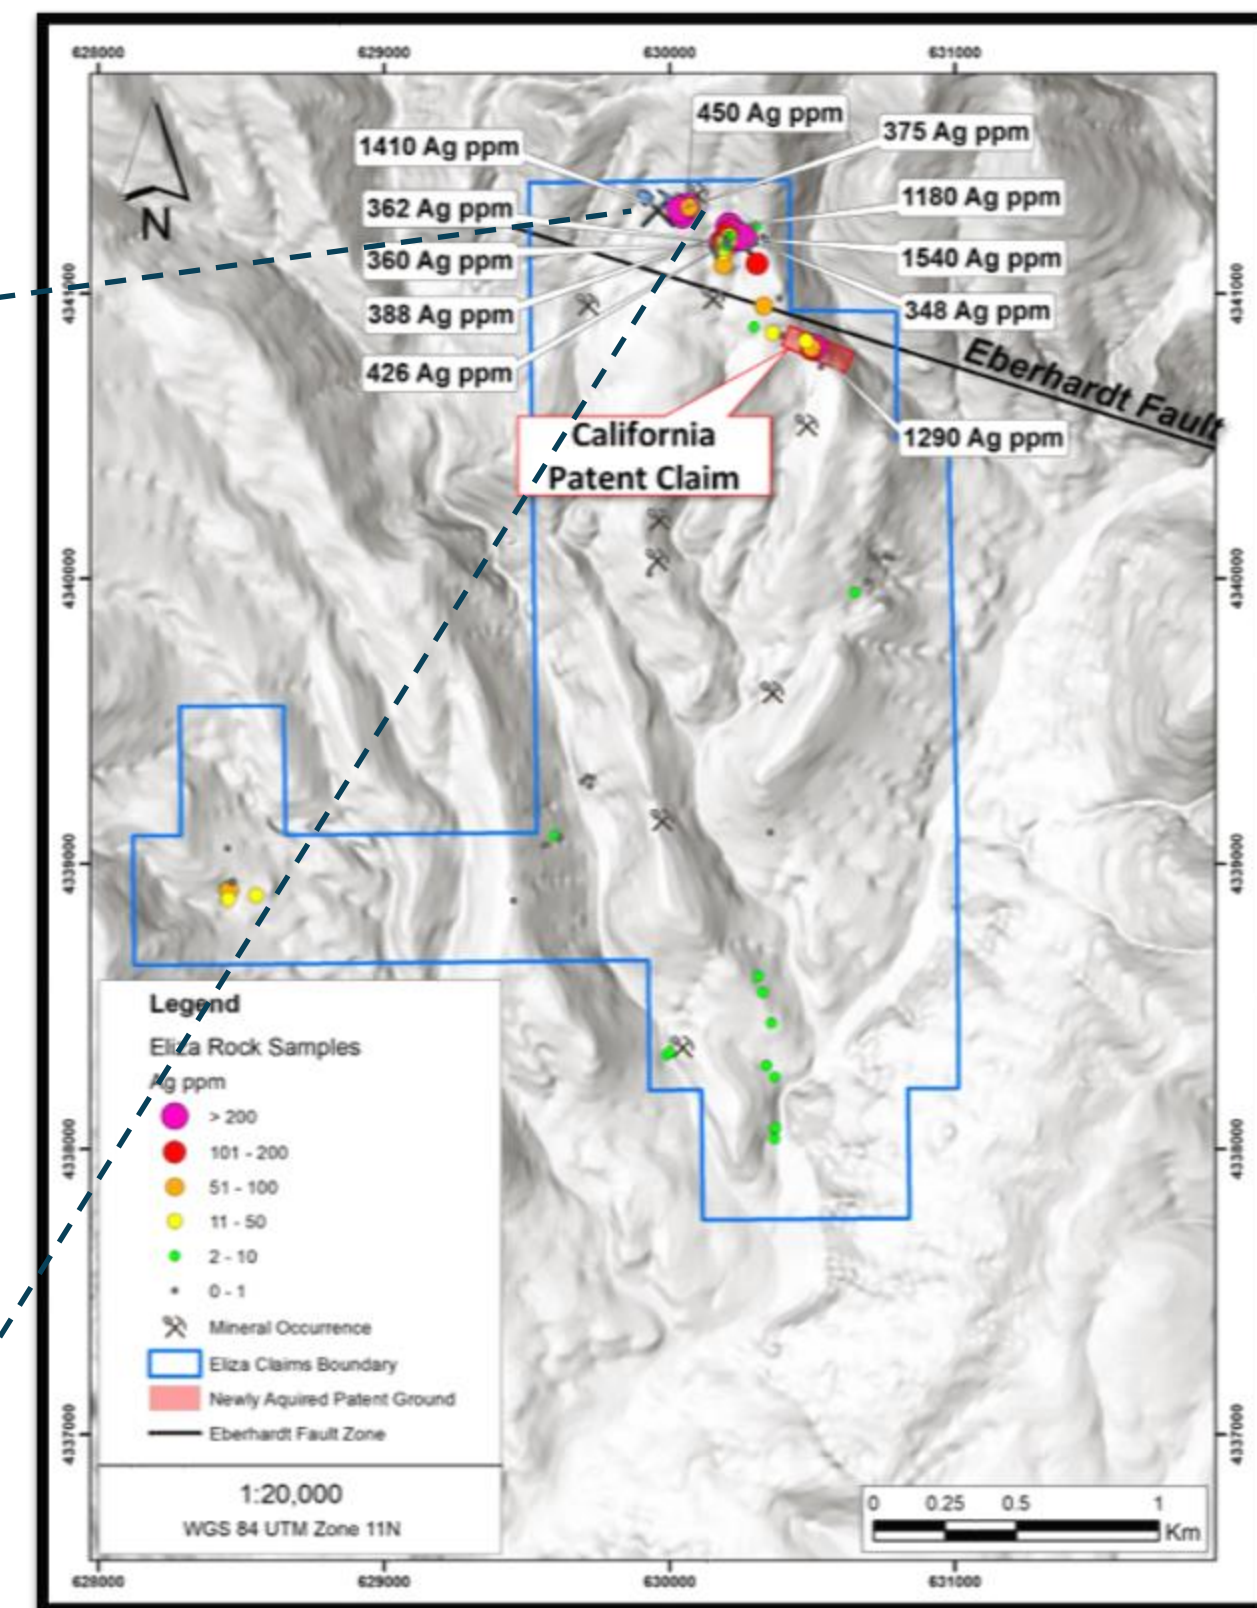 628000 629000 630000 631000
450 Ag ppm
375 Ag ppm
1410 Ag ppm
1180 Ag ppm
362 Ag ppm
360 Ag ppm
1540 Ag ppm
388 Ag ppm
348 Ag ppm
426 Ag ppm
1290 Ag ppm
N
Eberhardt Fault
California
Patent Claim
4341000
4340000
4339000
4338000
4337000
4341000
4340000
4339000
4338000
4337000
Legend
Eliza Rock Samples
Ag ppm
> 200
101 - 200
51 - 100
11 - 50
2 - 10
0 - 1
Mineral Occurrence
Eliza Claims Boundary
Newly Aquired Patent Ground
Eberhardt Fault Zone
1:20,000
WGS 84 UTM Zone 11N
0 0.25 0.5 1
Km
628000 629000 630000 631000